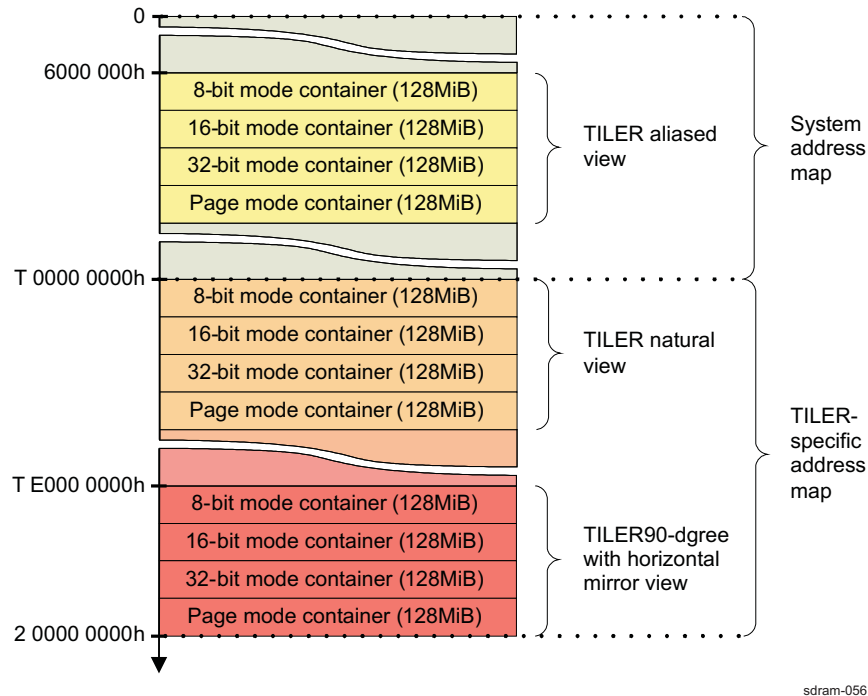 0
6000 000h
8-bit mode container (128MiB)
16-bit mode container (128MiB)
32-bit mode container (128MiB)
Page mode container (128MiB)
TILER aliased
view
System
address
map
T 0000 0000h
8-bit mode container (128MiB)
16-bit mode container (128MiB)
32-bit mode container (128MiB)
Page mode container (128MiB)
TILER natural
view
TILER-
specific
address
map
T E000 0000h
8-bit mode container (128MiB)
16-bit mode container (128MiB)
32-bit mode container (128MiB)
Page mode container (128MiB)
TILER90-dgree
with horizontal
mirror view
2 0000 0000h
sdram-056